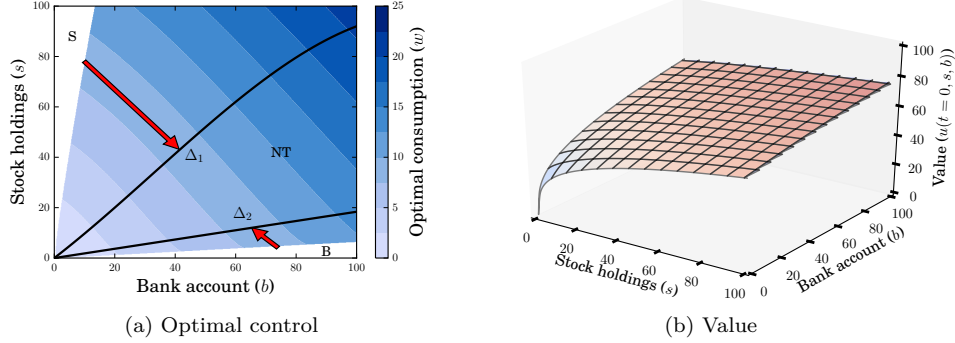 100
80
60
40
20
0
Stock holdings (s)
S
Δ1
NT
Δ2
B
0 20 40 60 80 100
Bank account (b)
25
20
15
10
5
0
Optimal consumption (w)
(a) Optimal control
100
80
60
40
20
0
Value (u(t = 0, s, b))
0 20 40 60 80 100
Stock holdings (s)
0 20 40 60 80 100
Bank account (b)
(b) Value